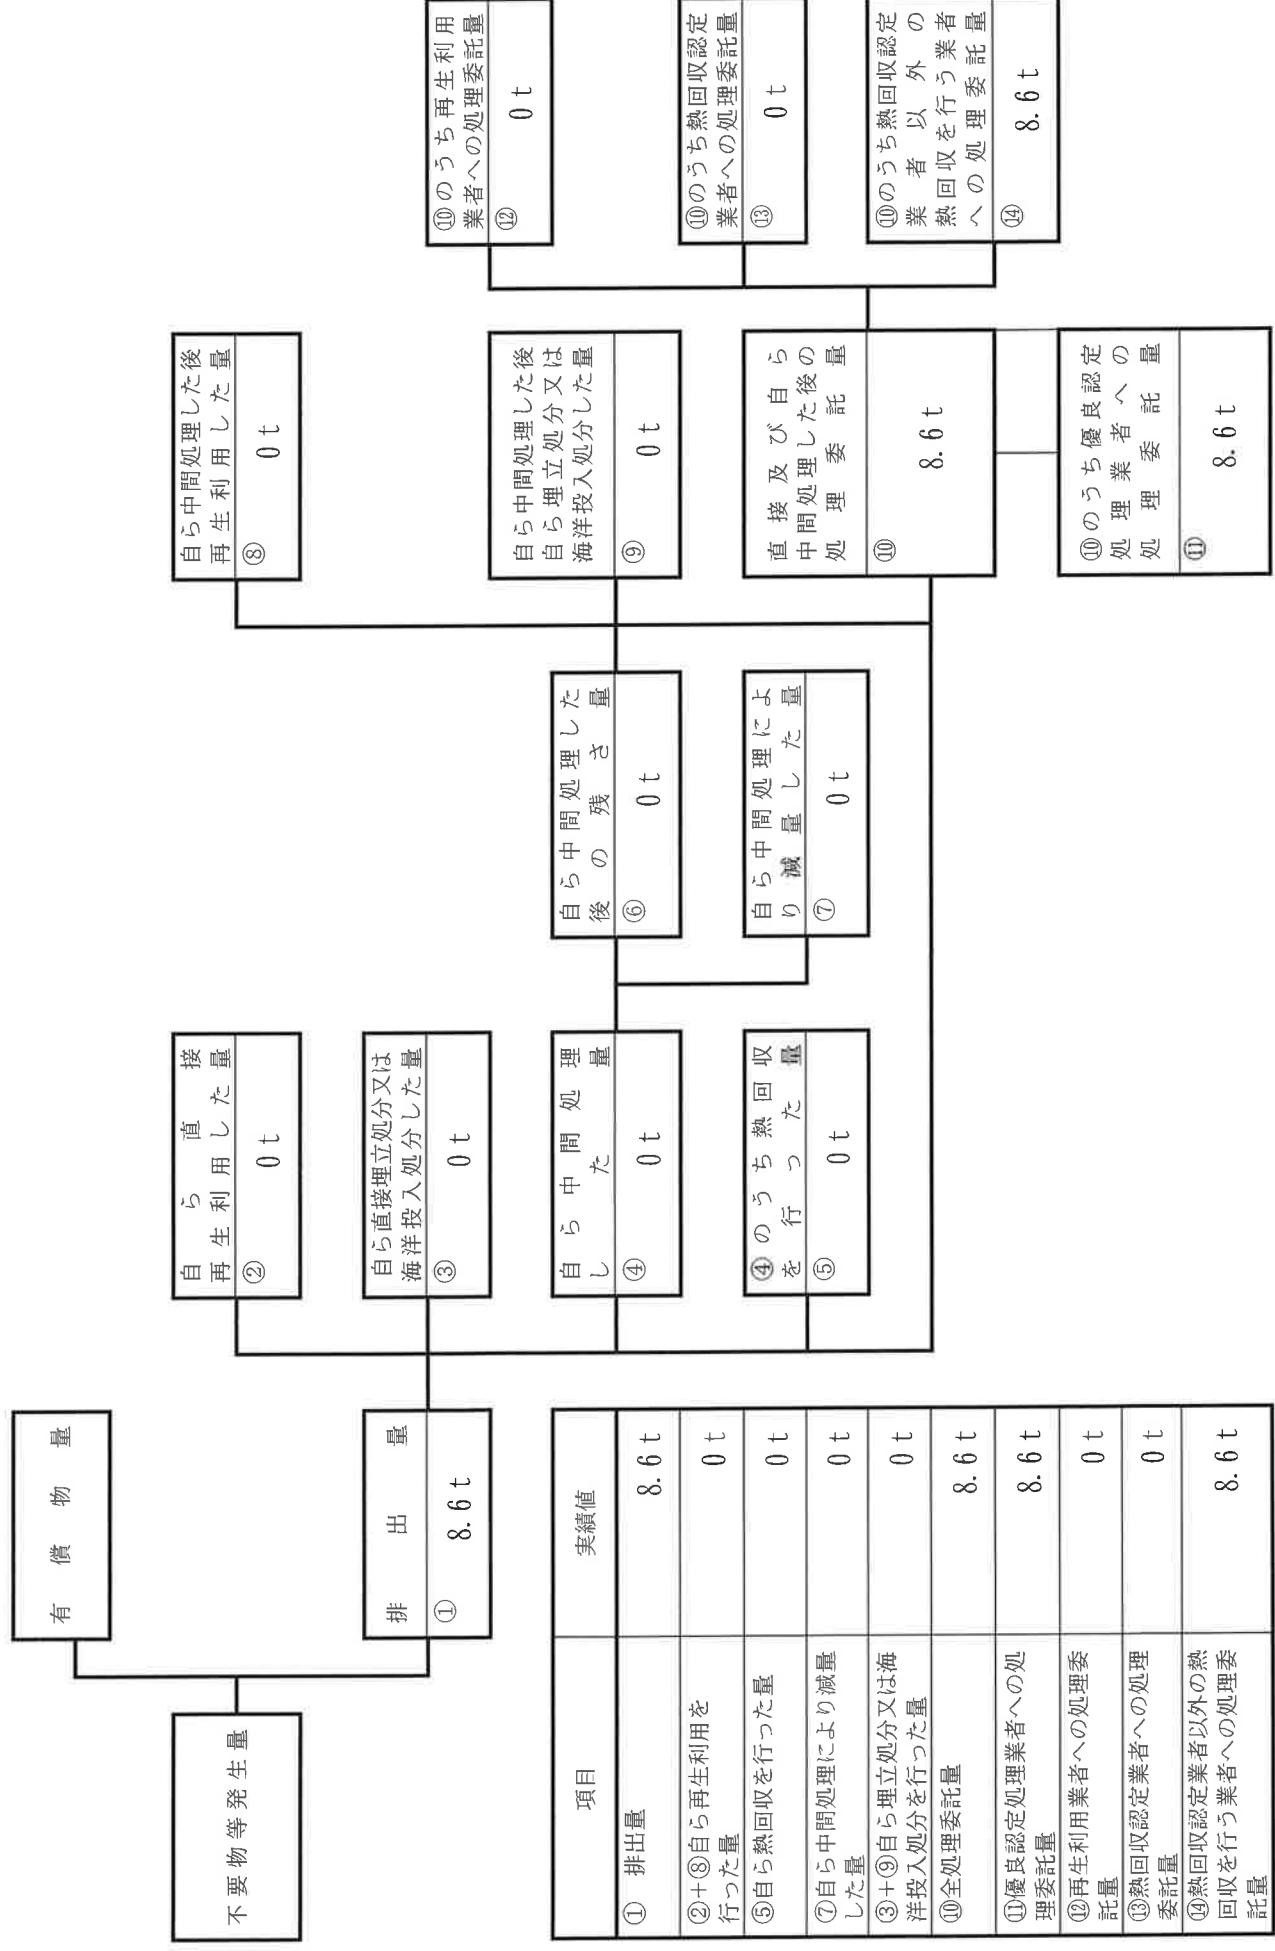 不要物等発生量
有償物量
排出量
① 8.6t
自ら直接
再生利用した量
② 0t
自ら直接埋立処分又は
海洋投入処分した量
③ 0t
自ら中間処理
した量
④ 0t
④のうち熱回収
を行った量
⑤ 0t
自ら中間処理した
後の残さ量
⑥ 0t
自ら中間処理によ
り減量した量
⑦ 0t
自ら中間処理した後
再生利用した量
⑧ 0t
自ら中間処理した後
自ら埋立処分又は
海洋投入処分した量
⑨ 0t
直接及び自ら
中間処理した後の
処理委託量
⑩ 8.6t
⑩のうち優良認定
処理業者への
処理委託量
⑪ 8.6t
⑩のうち再生利用
業者への処理委託量
⑫ 0t
⑩のうち熱回収認定
業者への処理委託量
⑬ 0t
⑩のうち熱回収認定
業者以外の
熱回収を行う業者
への処理委託量
⑭ 8.6t
項目 実績値
① 排出量 8.6t
②+⑧自ら再生利用を
行った量 0t
⑤自ら熱回収を行った量 0t
⑦自ら中間処理により減量
した量 0t
③+⑨自ら埋立処分又は海
洋投入処分を行った量 0t
⑩全処理委託量 8.6t
⑪優良認定処理業者への処
理委託量 8.6t
⑫再生利用業者への処理委
託量 0t
⑬熱回収認定業者への処理
委託量 0t
⑭熱回収認定業者以外の熱
回収を行う業者への処理委
託量 8.6t